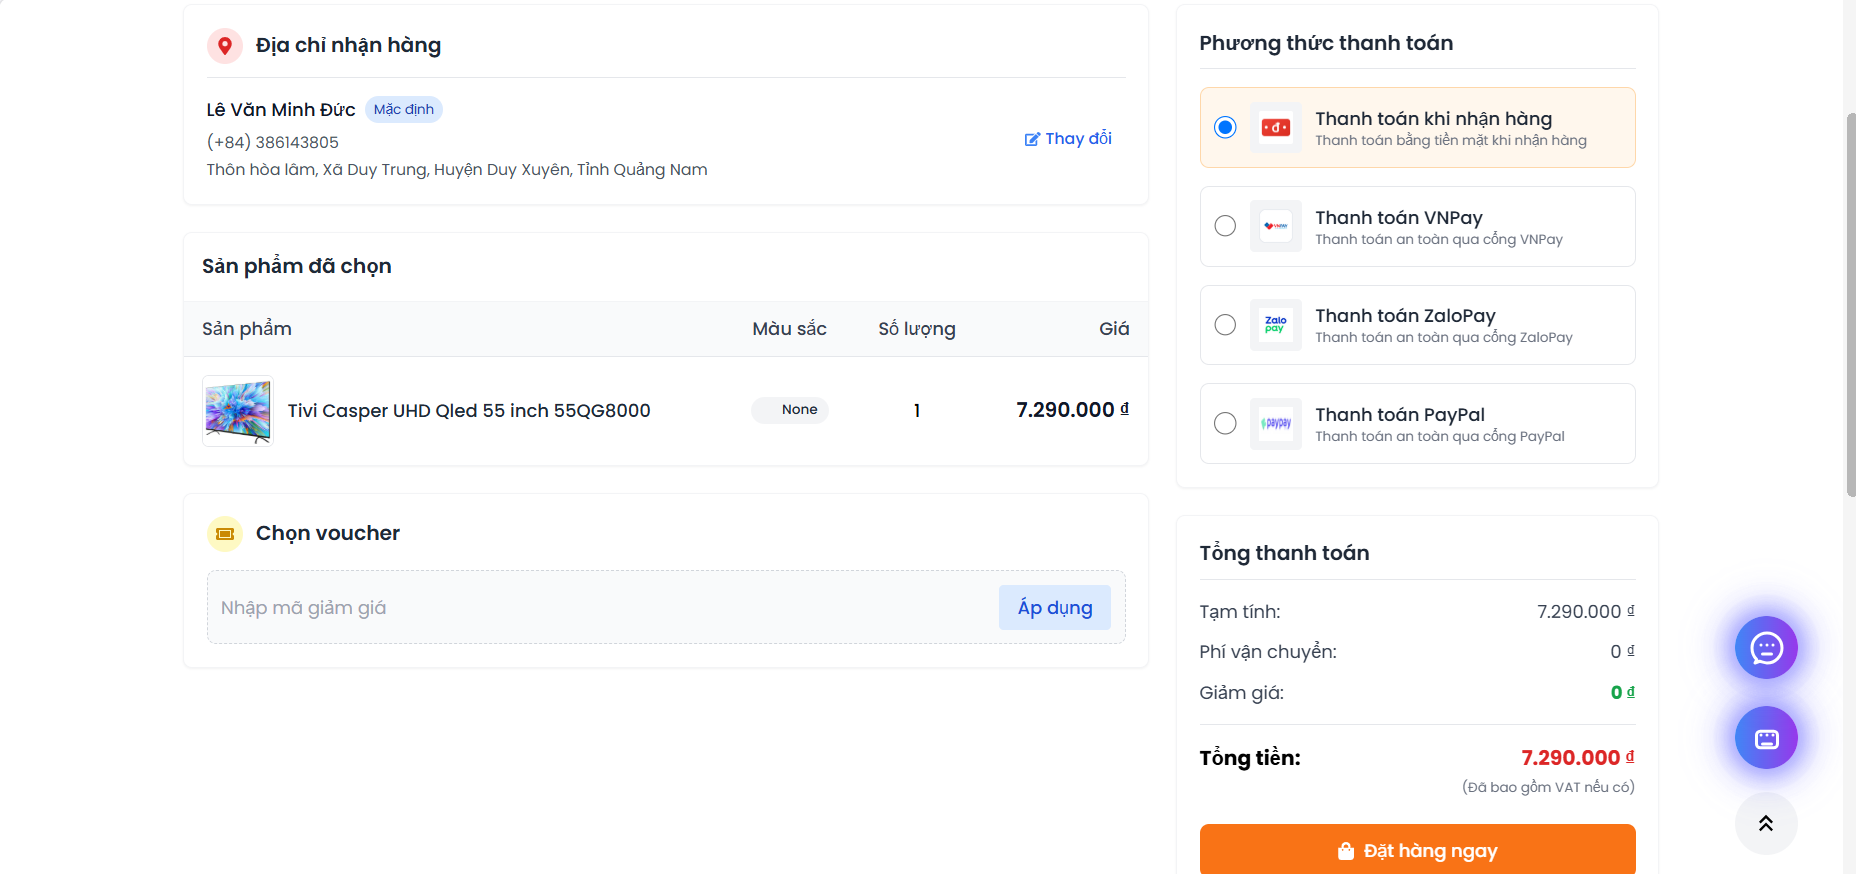 Địa chỉ nhận hàng
Lê Văn Minh Đức Mặc định
(+84) 386143805
Thôn hòa lâm, Xã Duy Trung, Huyện Duy Xuyên, Tỉnh Quảng Nam
Thay đổi
Sản phẩm đã chọn
Sản phẩm Màu sắc Số lượng Giá
Tivi Casper UHD Qled 55 inch 55QG8000 None 1 7.290.000 ₫
Chọn voucher
Nhập mã giảm giá Áp dụng
Phương thức thanh toán
Thanh toán khi nhận hàng
Thanh toán bằng tiền mặt khi nhận hàng
VNPAY
Thanh toán VNPay
Thanh toán an toàn qua cổng VNPay
Zalo
pay
Thanh toán ZaloPay
Thanh toán an toàn qua cổng ZaloPay
paypay
Thanh toán PayPal
Thanh toán an toàn qua cổng PayPal
Tổng thanh toán
Tạm tính: 7.290.000 ₫
Phí vận chuyển: 0 ₫
Giảm giá: 0 ₫
Tổng tiền: 7.290.000 ₫
(Đã bao gồm VAT nếu có)
Đặt hàng ngay